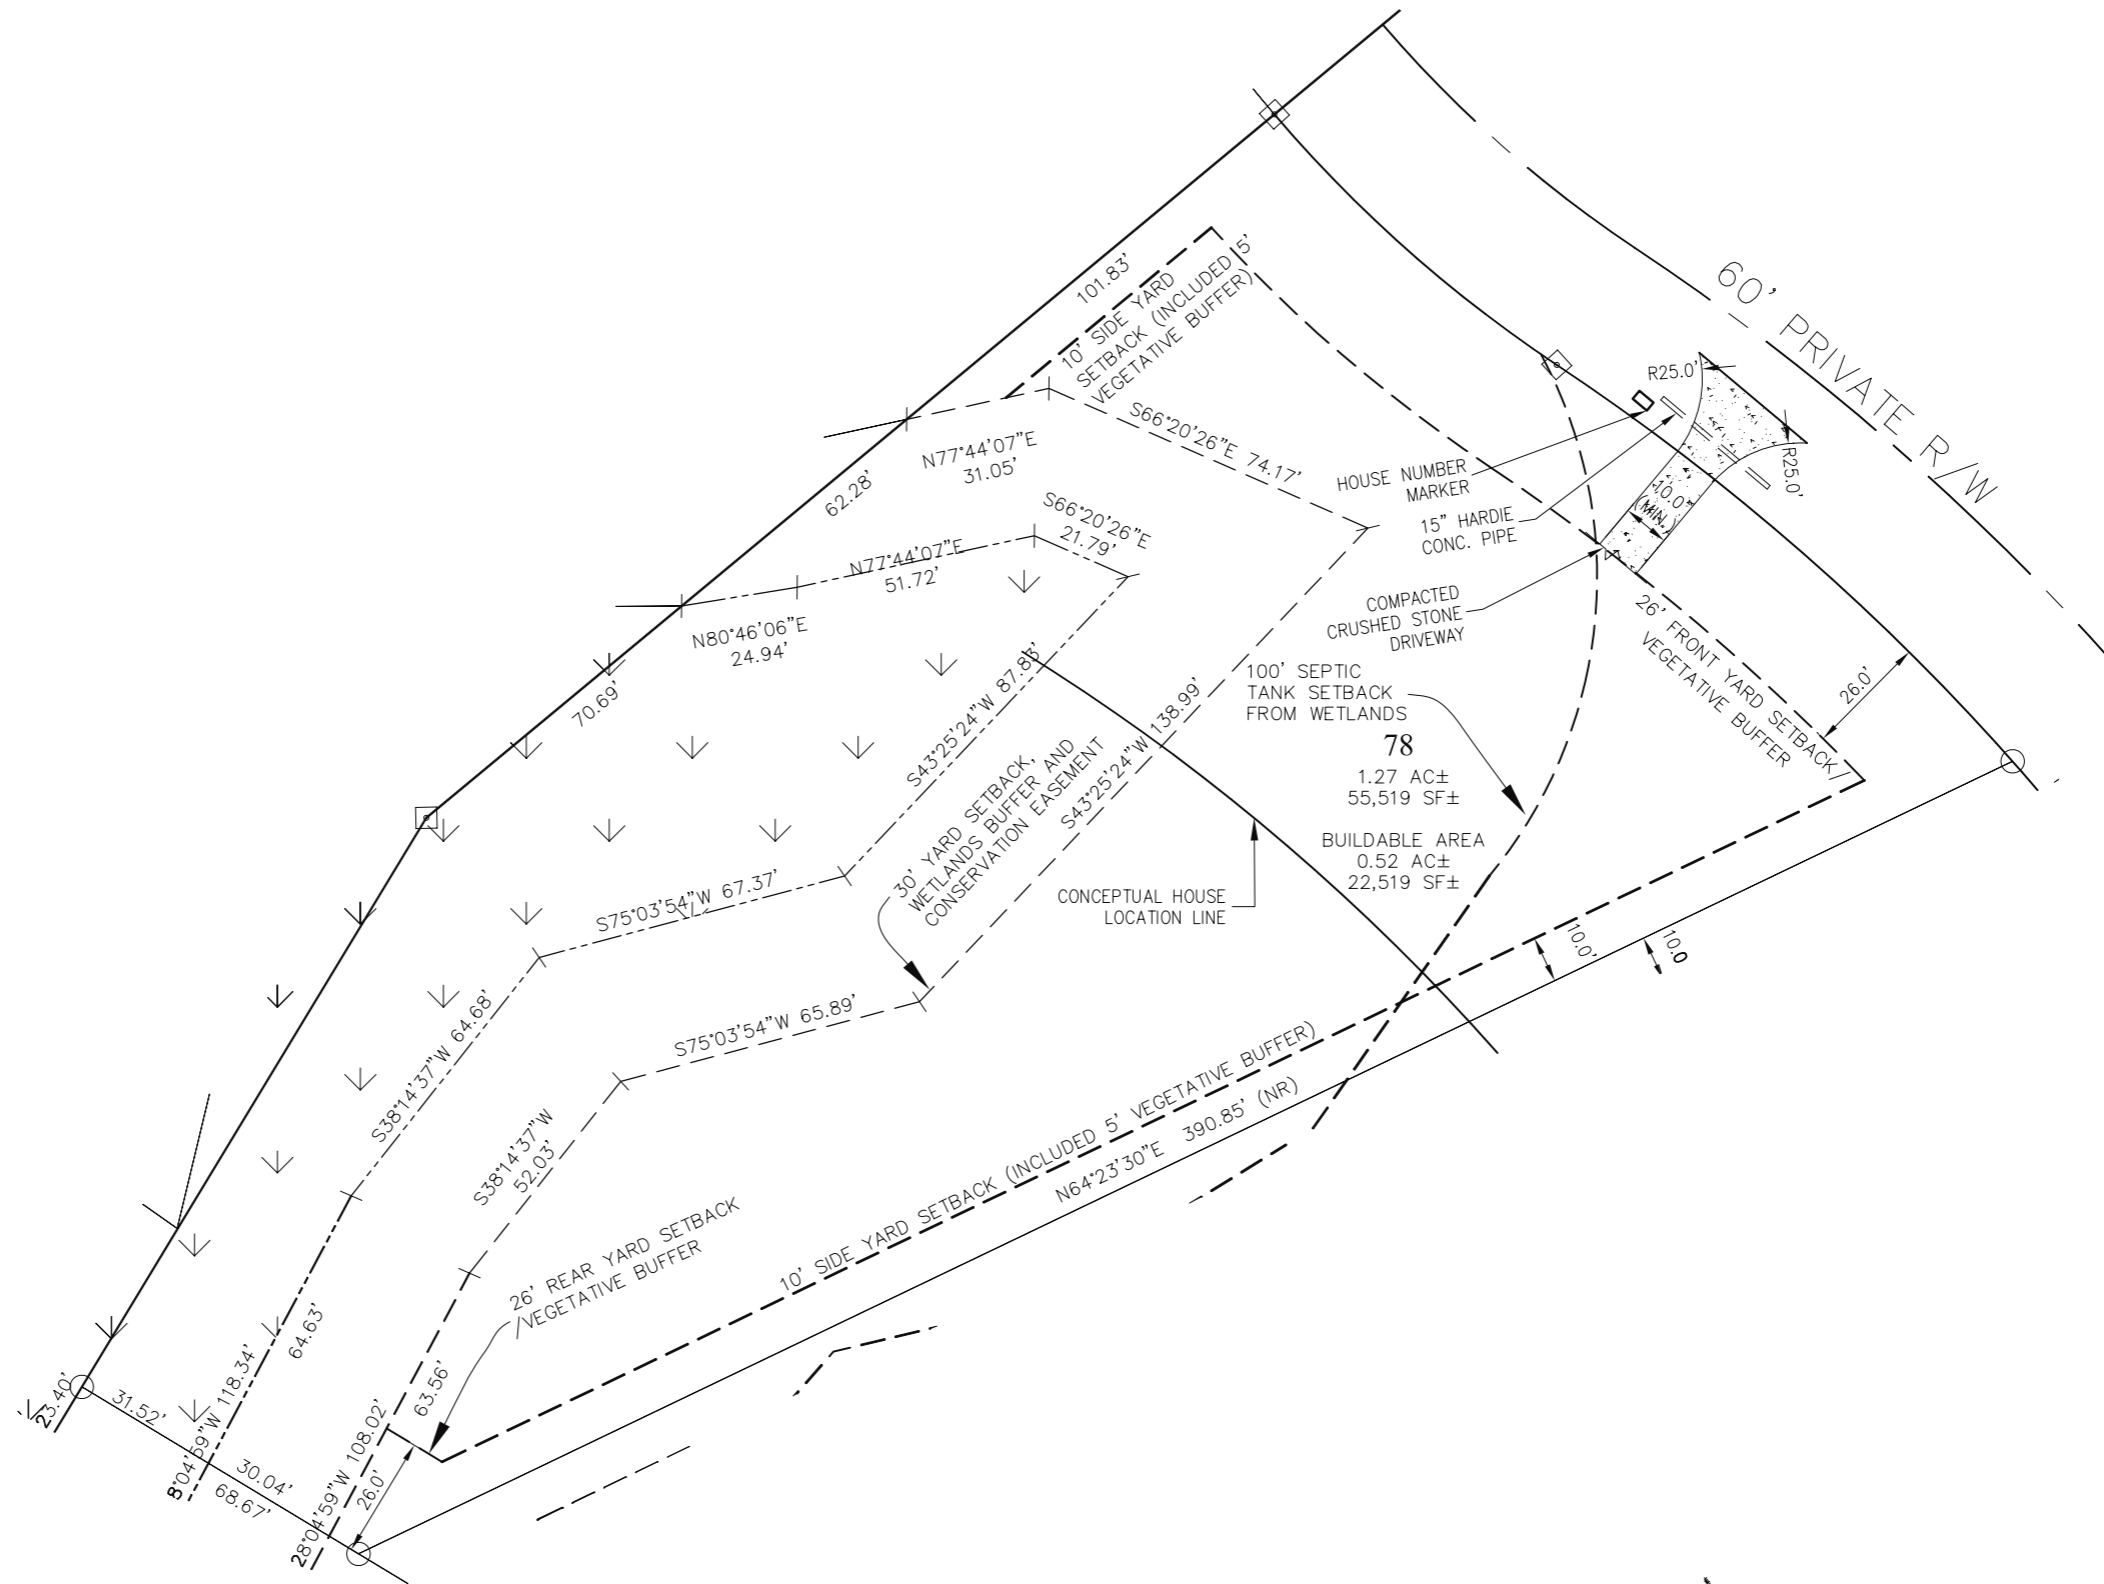 60' PRIVATE R/W
101.83'
10' SIDE YARD
SETBACK (INCLUDED 5'
VEGETATIVE BUFFER)
R25.0'
R25.0'
10.0'
(MIN.)
HOUSE NUMBER
MARKER
15" HARDIE
CONC. PIPE
COMPACTED
CRUSHED STONE
DRIVEWAY
S66°20'26"E 74.17'
N77°44'07"E
31.05'
62.28'
S66°20'26"E
21.79'
N77°44'07"E
51.72'
N80°46'06"E
24.94'
70.69'
26' FRONT YARD SETBACK/
VEGETATIVE BUFFER
26.0'
100' SEPTIC
TANK SETBACK
FROM WETLANDS
78
1.27 AC±
55,519 SF±
BUILDABLE AREA
0.52 AC±
22,519 SF±
S43°25'24"W 87.83'
S43°25'24"W 138.99'
30' YARD SETBACK,
WETLANDS BUFFER AND
CONSERVATION EASEMENT
CONCEPTUAL HOUSE
LOCATION LINE
S75°03'54"W 67.37'
10.0'
10.0
S38°14'37"W 64.68'
S75°03'54"W 65.89'
S38°14'37"W
52.03'
10' SIDE YARD SETBACK (INCLUDED 5' VEGETATIVE BUFFER)
N64°23'30"E 390.85' (NR)
26' REAR YARD SETBACK
/VEGETATIVE BUFFER
64.63'
63.56'
23.40'
31.52'
8°04'59"W 118.34'
30.04'
68.67'
28°04'59"W 108.02'
26.0'